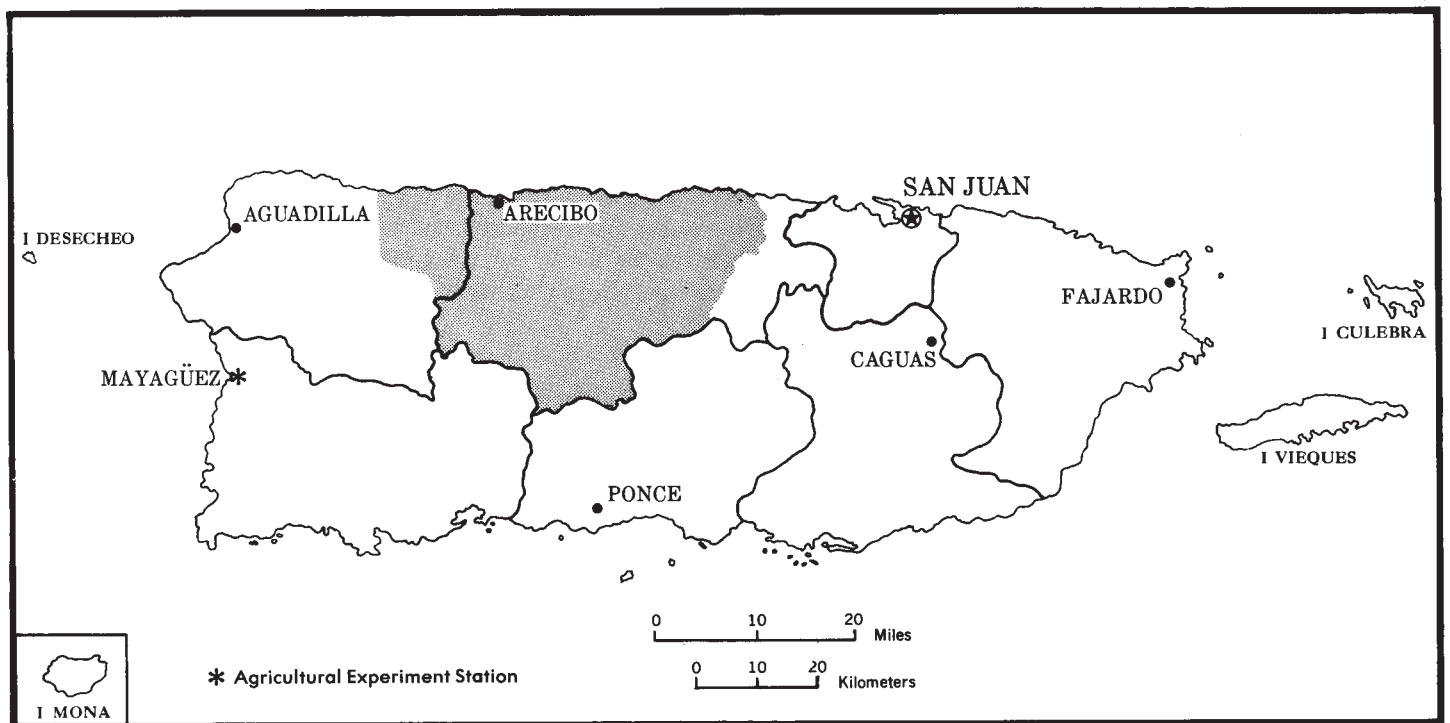 SAN JUAN
AGUADILLA
ARECIBO
I DESECHEO
FAJARDO
I CULEBRA
CAGUAS
MAYAGÜEZ *
I VIEQUES
PONCE
0 10 20
Miles
0 10 20
Kilometers
* Agricultural Experiment Station
I MONA